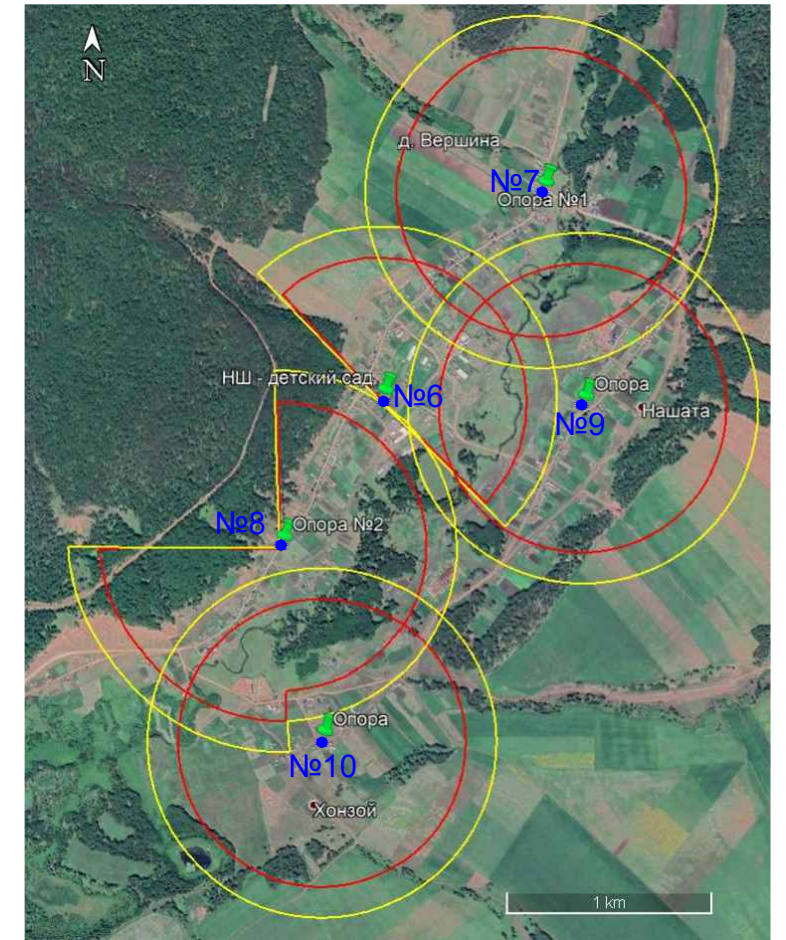 N
д. Вершина
№7
Опора №1
НШ - детский сад
№6
Опора
Нашата
№9
№8
Опора №2
Опора
№10
Хонзой
1 km